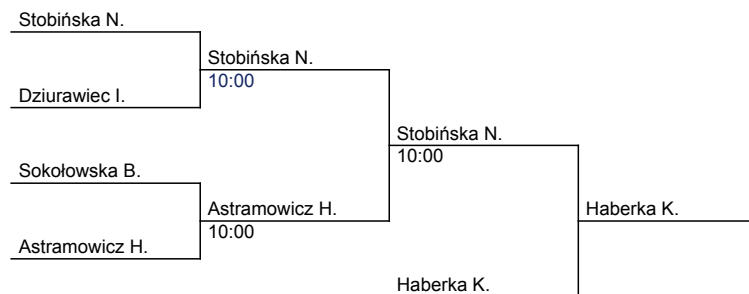 Stobińska N.
Stobińska N.
10:00
Dziurawiec I.
Stobińska N.
10:00
Sokołowska B.
Astramowicz H.
10:00
Haberka K.
Astramowicz H.
Haberka K.